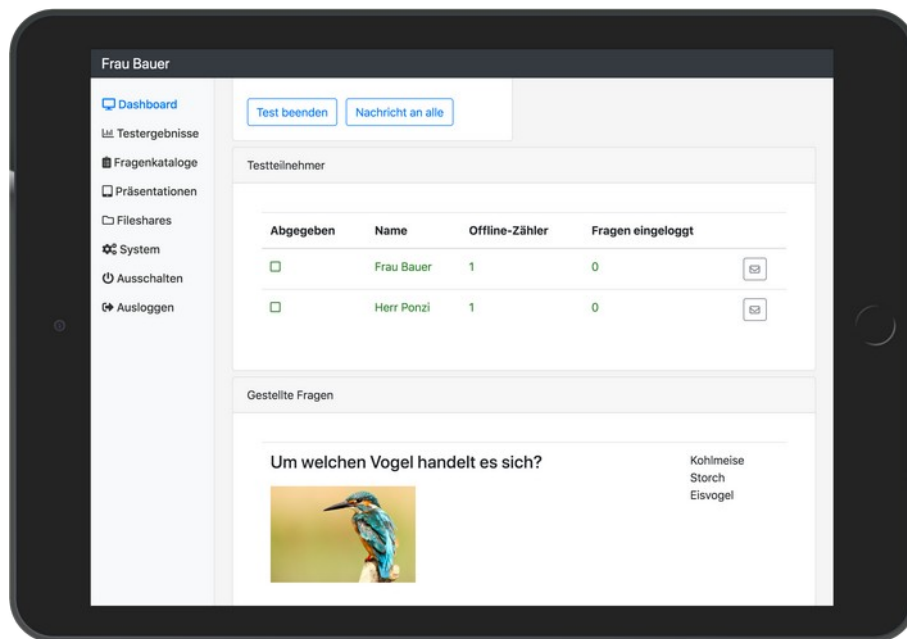 Frau Bauer
Dashboard
Testergebnisse
Fragenkataloge
Präsentationen
Fileshares
System
Ausschalten
Ausloggen
Test beenden Nachricht an alle
Testteilnehmer
Abgegeben Name Offline-Zähler Fragen eingeloggt
Frau Bauer 1 0
Herr Ponzi 1 0
Gestellte Fragen
Um welchen Vogel handelt es sich?
Kohlmeise
Storch
Eisvogel